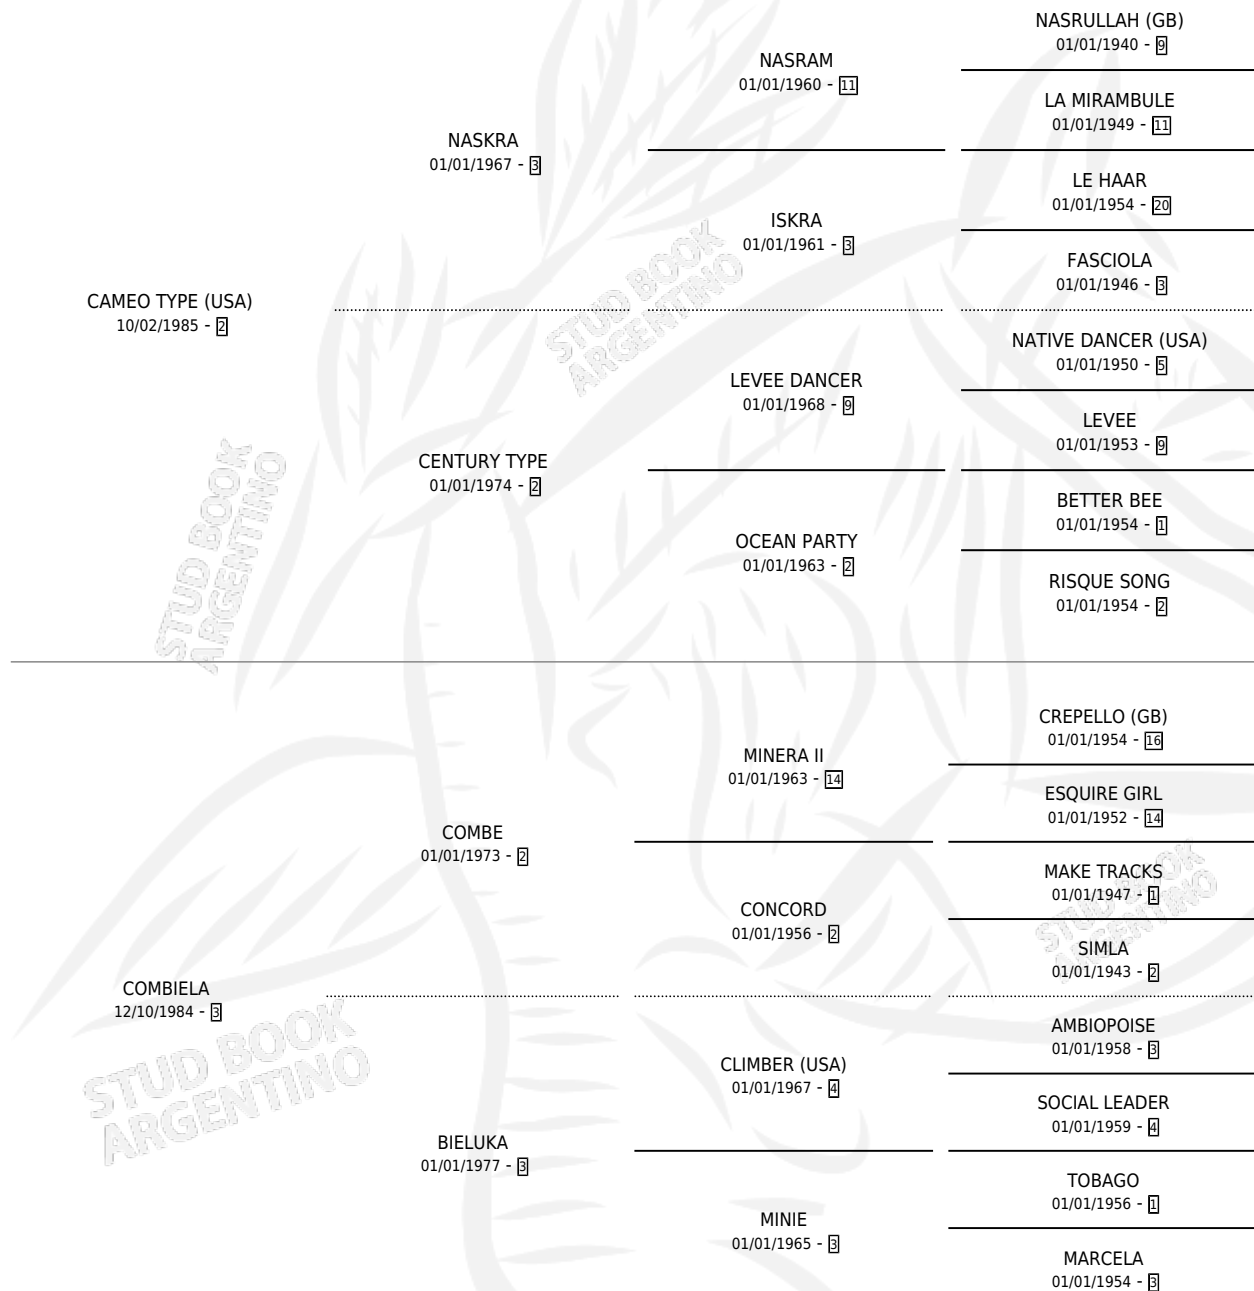 NASRULLAH (GB)
01/01/1940 - 9
NASRAM
01/01/1960 - 11
LA MIRAMBULE
01/01/1949 - 11
NASKRA
01/01/1967 - 3
LE HAAR
01/01/1954 - 20
ISKRA
01/01/1961 - 3
FASCIOLA
01/01/1946 - 3
CAMEO TYPE (USA)
10/02/1985 - 2
NATIVE DANCER (USA)
01/01/1950 - 5
LEVEE DANCER
01/01/1968 - 9
LEVEE
01/01/1953 - 9
CENTURY TYPE
01/01/1974 - 2
BETTER BEE
01/01/1954 - 1
OCEAN PARTY
01/01/1963 - 2
RISQUE SONG
01/01/1954 - 2
CREPELLO (GB)
01/01/1954 - 16
MINERA II
01/01/1963 - 14
ESQUIRE GIRL
01/01/1952 - 14
COMBE
01/01/1973 - 2
MAKE TRACKS
01/01/1947 - 1
CONCORD
01/01/1956 - 2
SIMLA
01/01/1943 - 2
COMBIELA
12/10/1984 - 3
AMBIOPOISE
01/01/1958 - 3
CLIMBER (USA)
01/01/1967 - 4
SOCIAL LEADER
01/01/1959 - 4
BIELUKA
01/01/1977 - 3
TOBAGO
01/01/1956 - 1
MINIE
01/01/1965 - 3
MARCELA
01/01/1954 - 3
STUD BOOK
ARGENTINO
STUD BOOK
ARGENTINO
STUD BOOK
ARGENTINO
STUD BOOK
ARGENTINO